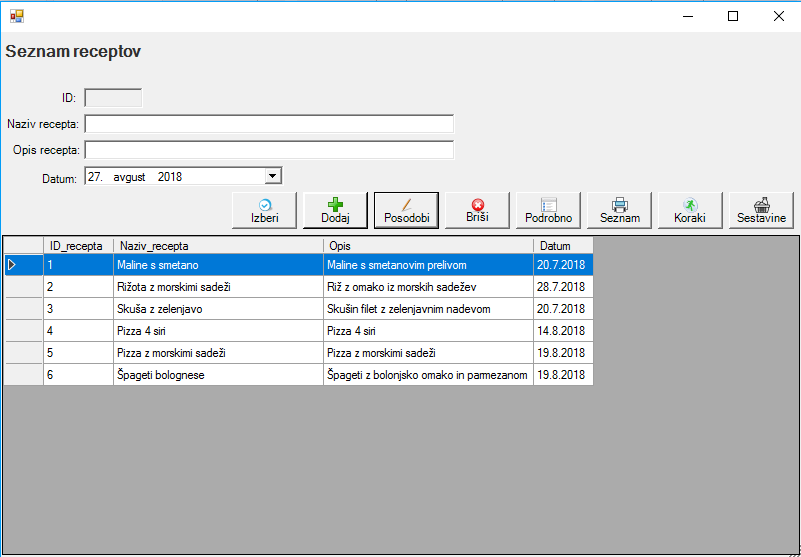 Seznam receptov
ID:
Naziv recepta:
Opis recepta:
Datum: 27. avgust 2018
Izberi Dodaj Posodobi Briši Podrobno Seznam Koraki Sestavine
ID_recepta Naziv_recepta Opis Datum
1 Maline s smetano Maline s smetanovim prelivom 20.7.2018
2 Rižota z morskimi sadeži Riž z omako iz morskih sadežev 28.7.2018
3 Skuša z zelenjavo Skušin filet z zelenjavnim nadevom 20.7.2018
4 Pizza 4 siri Pizza 4 siri 14.8.2018
5 Pizza z morskimi sadeži Pizza z morskimi sadeži 19.8.2018
6 Špageti bolognese Špageti z bolonjsko omako in parmezanom 19.8.2018